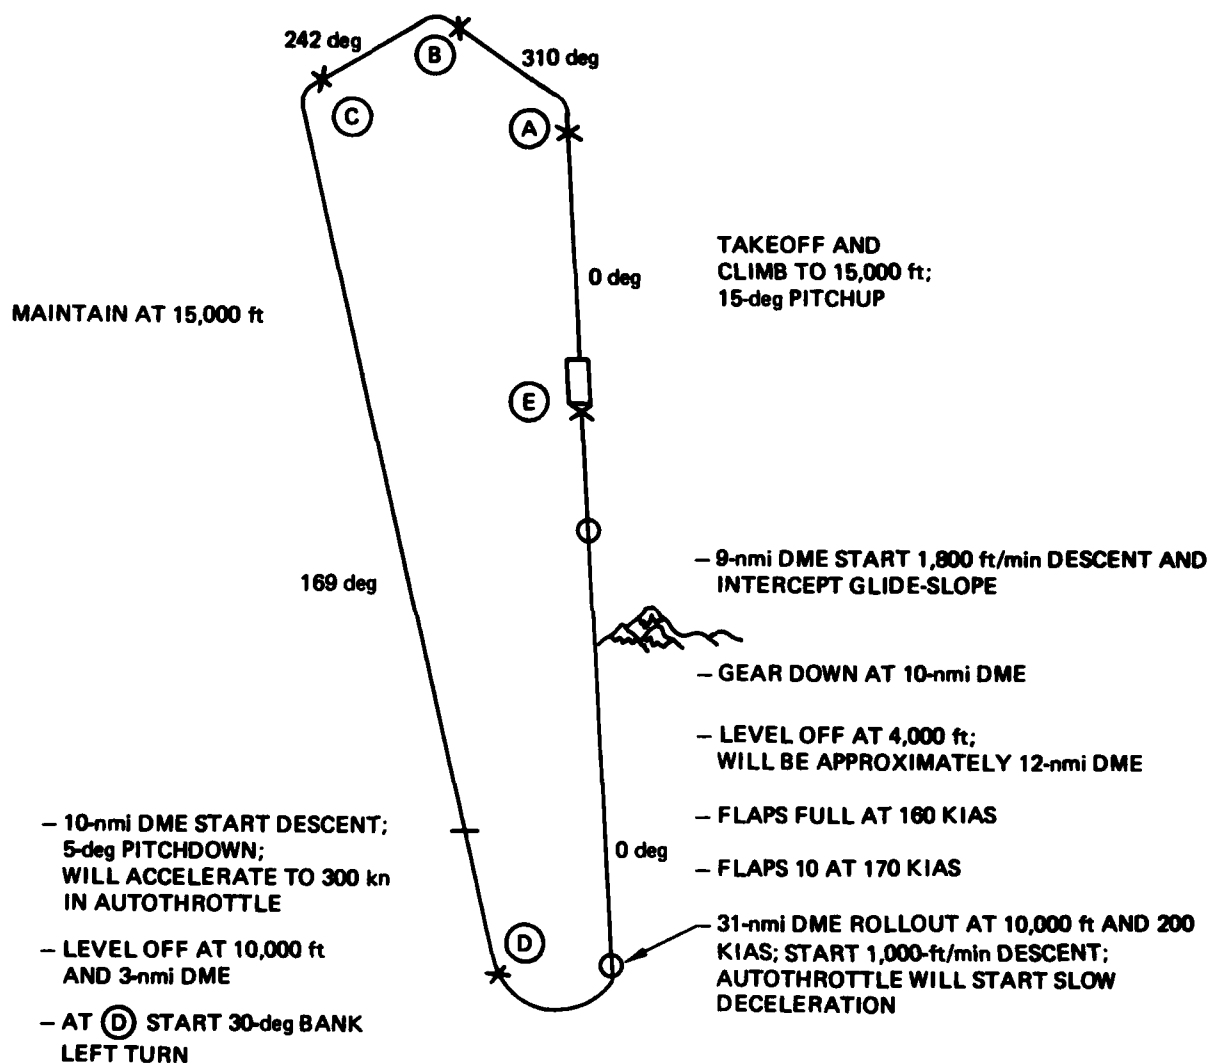 242 deg
B
310 deg
C
A
TAKEOFF AND
CLIMB TO 15,000 ft;
15-deg PITCHUP
0 deg
MAINTAIN AT 15,000 ft
E
– 9-nmi DME START 1,800 ft/min DESCENT AND
INTERCEPT GLIDE-SLOPE
169 deg
– GEAR DOWN AT 10-nmi DME
– LEVEL OFF AT 4,000 ft;
WILL BE APPROXIMATELY 12-nmi DME
– FLAPS FULL AT 160 KIAS
0 deg
– FLAPS 10 AT 170 KIAS
– 10-nmi DME START DESCENT;
5-deg PITCHDOWN;
WILL ACCELERATE TO 300 kn
IN AUTOTHROTTLE
– LEVEL OFF AT 10,000 ft
AND 3-nmi DME
– AT D START 30-deg BANK
LEFT TURN
D
– 31-nmi DME ROLLOUT AT 10,000 ft AND 200
KIAS; START 1,000-ft/min DESCENT;
AUTOTHROTTLE WILL START SLOW
DECELERATION